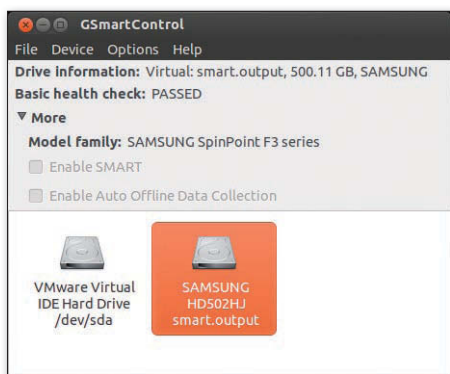 GSmartControl
File Device Options Help
Drive information: Virtual: smart.output, 500.11 GB, SAMSUNG
Basic health check: PASSED
▼ More
Model family: SAMSUNG SpinPoint F3 series
Enable SMART
Enable Auto Offline Data Collection
VMware Virtual
IDE Hard Drive
/dev/sda
SAMSUNG
HD502HJ
smart.output